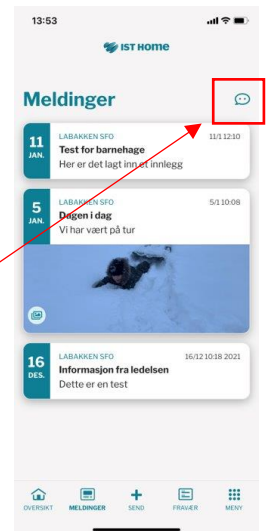 13:53
IST Home
Meldinger
11
JAN.
LABAKKEN SFO 11/1 12:10
Test for barnehage
Her er det lagt inn et innlegg
5
JAN.
LABAKKEN SFO 5/1 10:08
Dagen i dag
Vi har vært på tur
16
DES.
LABAKKEN SFO 16/12 10:18 2021
Informasjon fra ledelsen
Dette er en test
OVERSIKT MELDINGER SEND FRAVÆR MENY